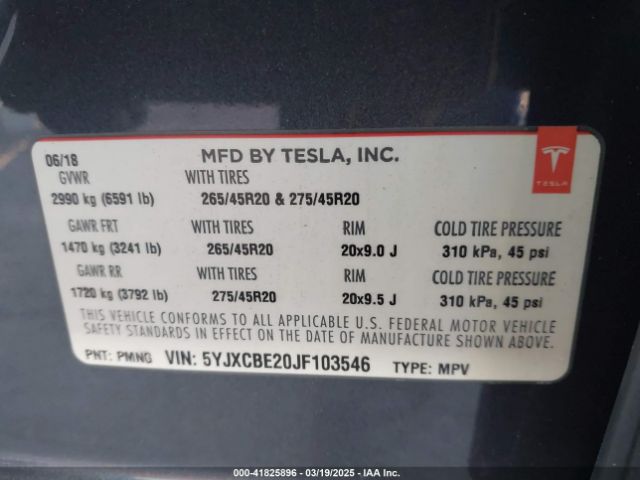 06/18 MFD BY TESLA, INC.
GVWR WITH TIRES
2990 kg (6591 lb) 265/45R20 & 275/45R20
TESLA
GAWR FRT WITH TIRES RIM COLD TIRE PRESSURE
1470 kg (3241 lb) 265/45R20 20x9.0 J 310 kPa, 45 psi
GAWR RR WITH TIRES RIM COLD TIRE PRESSURE
1720 kg (3792 lb) 275/45R20 20x9.5 J 310 kPa, 45 psi
THIS VEHICLE CONFORMS TO ALL APPLICABLE U.S. FEDERAL MOTOR VEHICLE
SAFETY STANDARDS IN EFFECT ON THE DATE OF MANUFACTURE SHOWN ABOVE.
PNT: PMNG VIN: 5YJXCBE20JF103546 TYPE: MPV
000-41825896 - 03/19/2025 - IAA Inc.